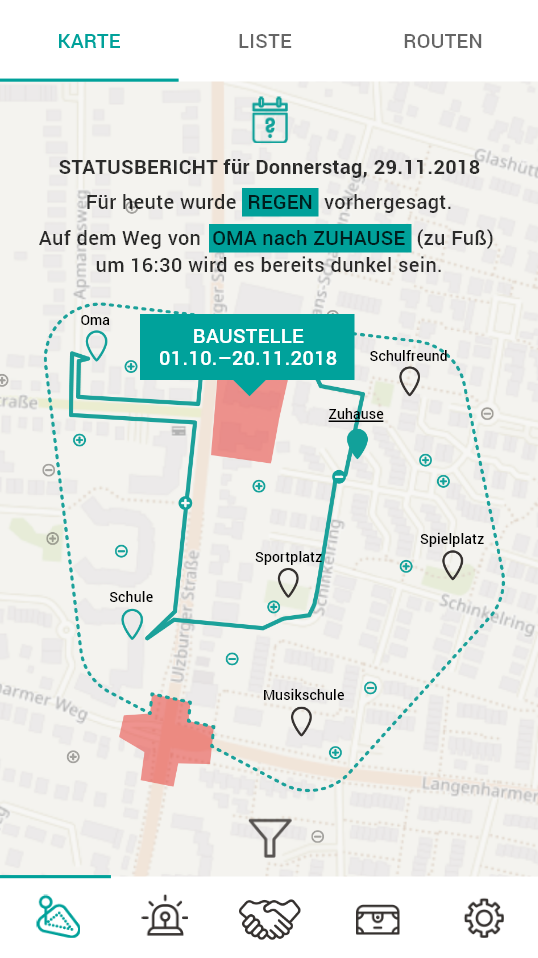 KARTE
LISTE
ROUTEN
STATUSBERICHT für Donnerstag, 29.11.2018
Für heute wurde REGEN vorhergesagt.
Auf dem Weg von OMA nach ZUHAUSE (zu Fuß)
um 16:30 wird es bereits dunkel sein.
Oma
BAUSTELLE
01.10.–20.11.2018
Schulfreund
Zuhause
straße
Sportplatz
Spielplatz
Schinkelring
Schule
Ulzburger Straße
Schinkelring
Musikschule
harmer Weg
Langenharmer